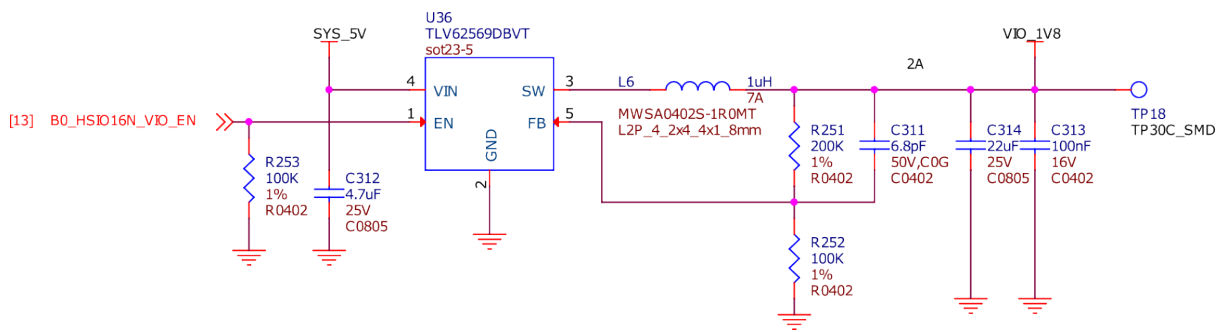 U36
TLV62569DBVT
sot23-5
SYS_5V
VIO_1V8
2A
4
VIN
SW
3
L6
1uH
7A
MWSA0402S-1R0MT
L2P_4_2x4_4x1_8mm
TP18
TP30C_SMD
[13] B0_HSIO16N_VIO_EN
1
EN
FB
5
GND
2
R253
100K
1%
R0402
C312
4.7uF
25V
C0805
R251
200K
1%
R0402
C311
6.8pF
50V,C0G
C0402
C314
22uF
25V
C0805
C313
100nF
16V
C0402
R252
100K
1%
R0402